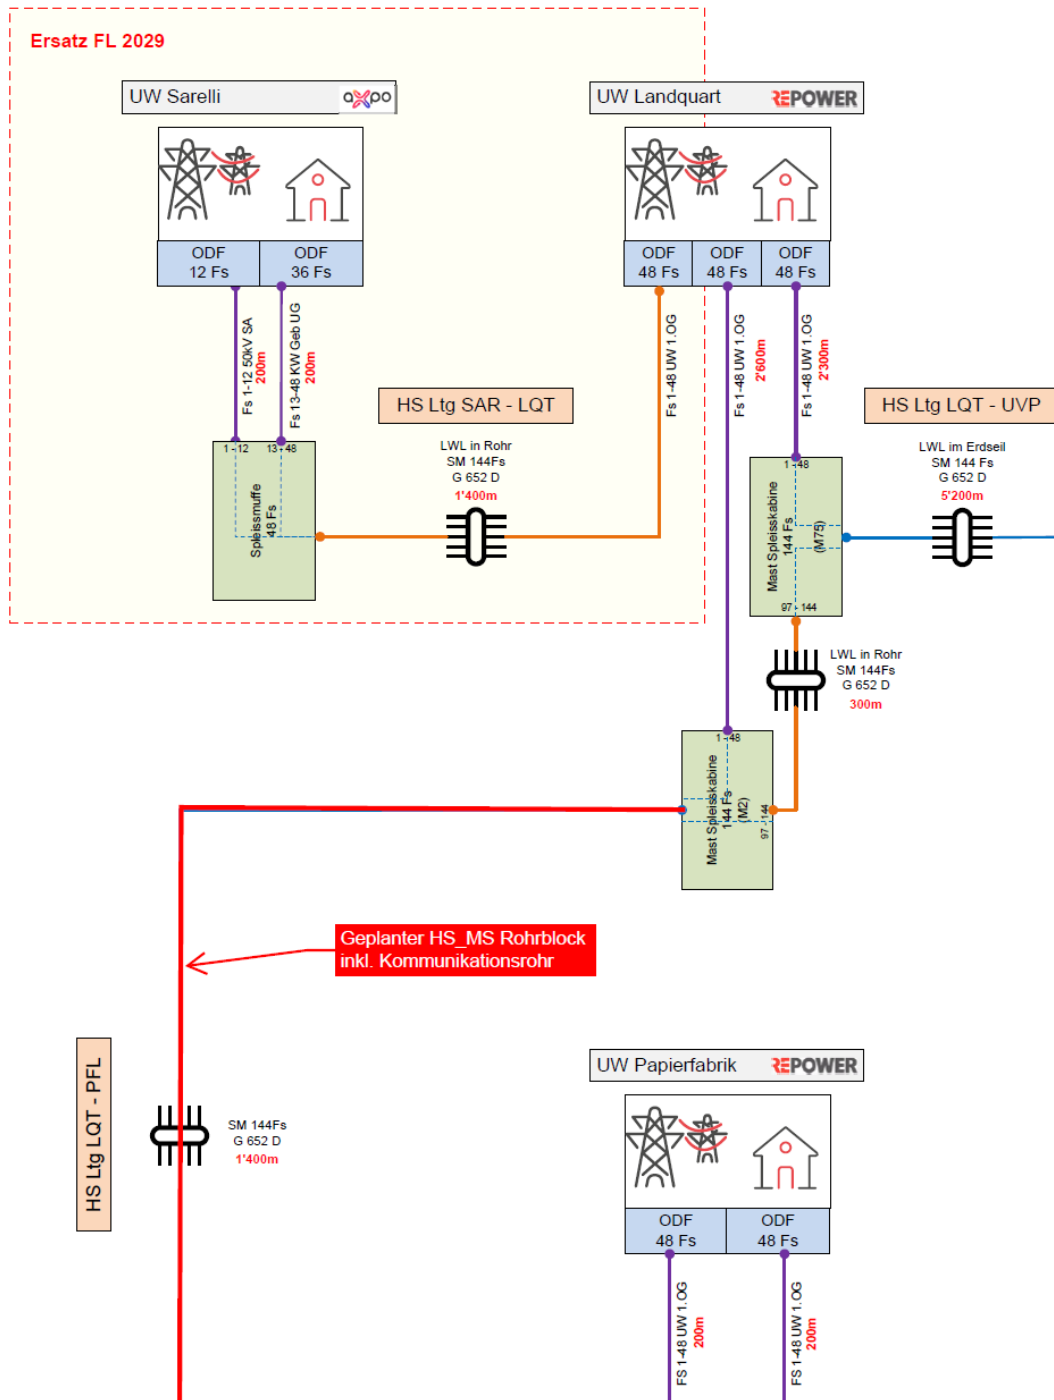 Ersatz FL 2029
UW Sarelli
axpo
UW Landquart
REPOWER
ODF
12 Fs
ODF
36 Fs
ODF
48 Fs
ODF
48 Fs
ODF
48 Fs
Fs 1-12 50kV SA
200m
Fs 13-48 KW Geb UG
200m
Fs 1-48 UW 1.OG
Fs 1-48 UW 1.OG
2'600m
Fs 1-48 UW 1.OG
2'300m
HS Ltg SAR - LQT
HS Ltg LQT - UVP
LWL in Rohr
SM 144Fs
G 652 D
1'400m
LWL im Erdseil
SM 144 Fs
G 652 D
5'200m
1 - 12
13 - 48
Spleissmuffe
48 Fs
1 - 48
Mast Spleisskabine
144 Fs
(M75)
97 - 144
LWL in Rohr
SM 144Fs
G 652 D
300m
1 - 48
Mast Spleisskabine
144 Fs
(M2)
97 - 144
Geplanter HS_MS Rohrblock
inkl. Kommunikationsrohr
HS Ltg LQT - PFL
SM 144Fs
G 652 D
1'400m
UW Papierfabrik
REPOWER
ODF
48 Fs
ODF
48 Fs
FS 1-48 UW 1.OG
200m
FS 1-48 UW 1.OG
200m